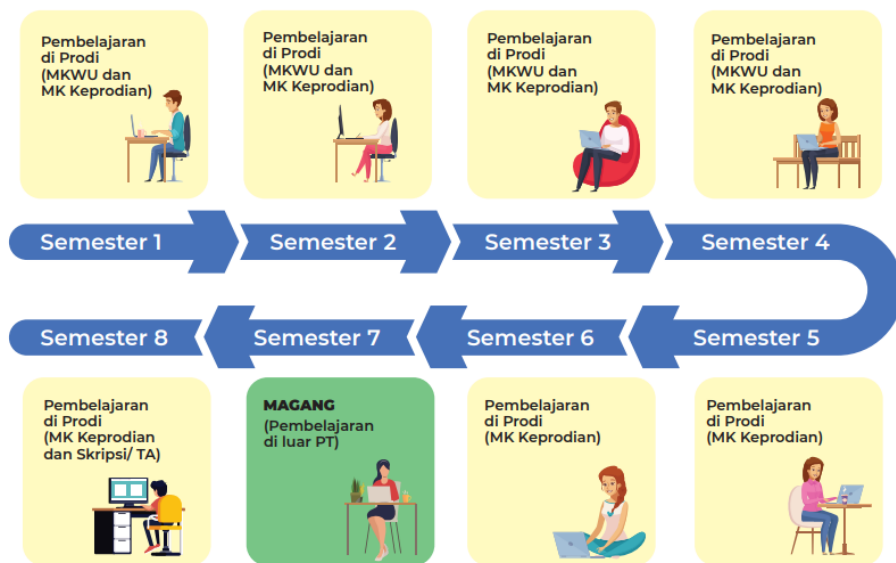 Pembelajaran
di Prodi
(MKWU dan
MK Keprodian)
Pembelajaran
di Prodi
(MKWU dan
MK Keprodian)
Pembelajaran
di Prodi
(MKWU dan
MK Keprodian)
Pembelajaran
di Prodi
(MKWU dan
MK Keprodian)
Semester 1
Semester 2
Semester 3
Semester 4
Semester 8
Semester 7
Semester 6
Semester 5
Pembelajaran
di Prodi
(MK Keprodian
dan Skripsi/ TA)
MAGANG
(Pembelajaran
di luar PT)
Pembelajaran
di Prodi
(MK Keprodian)
Pembelajaran
di Prodi
(MK Keprodian)